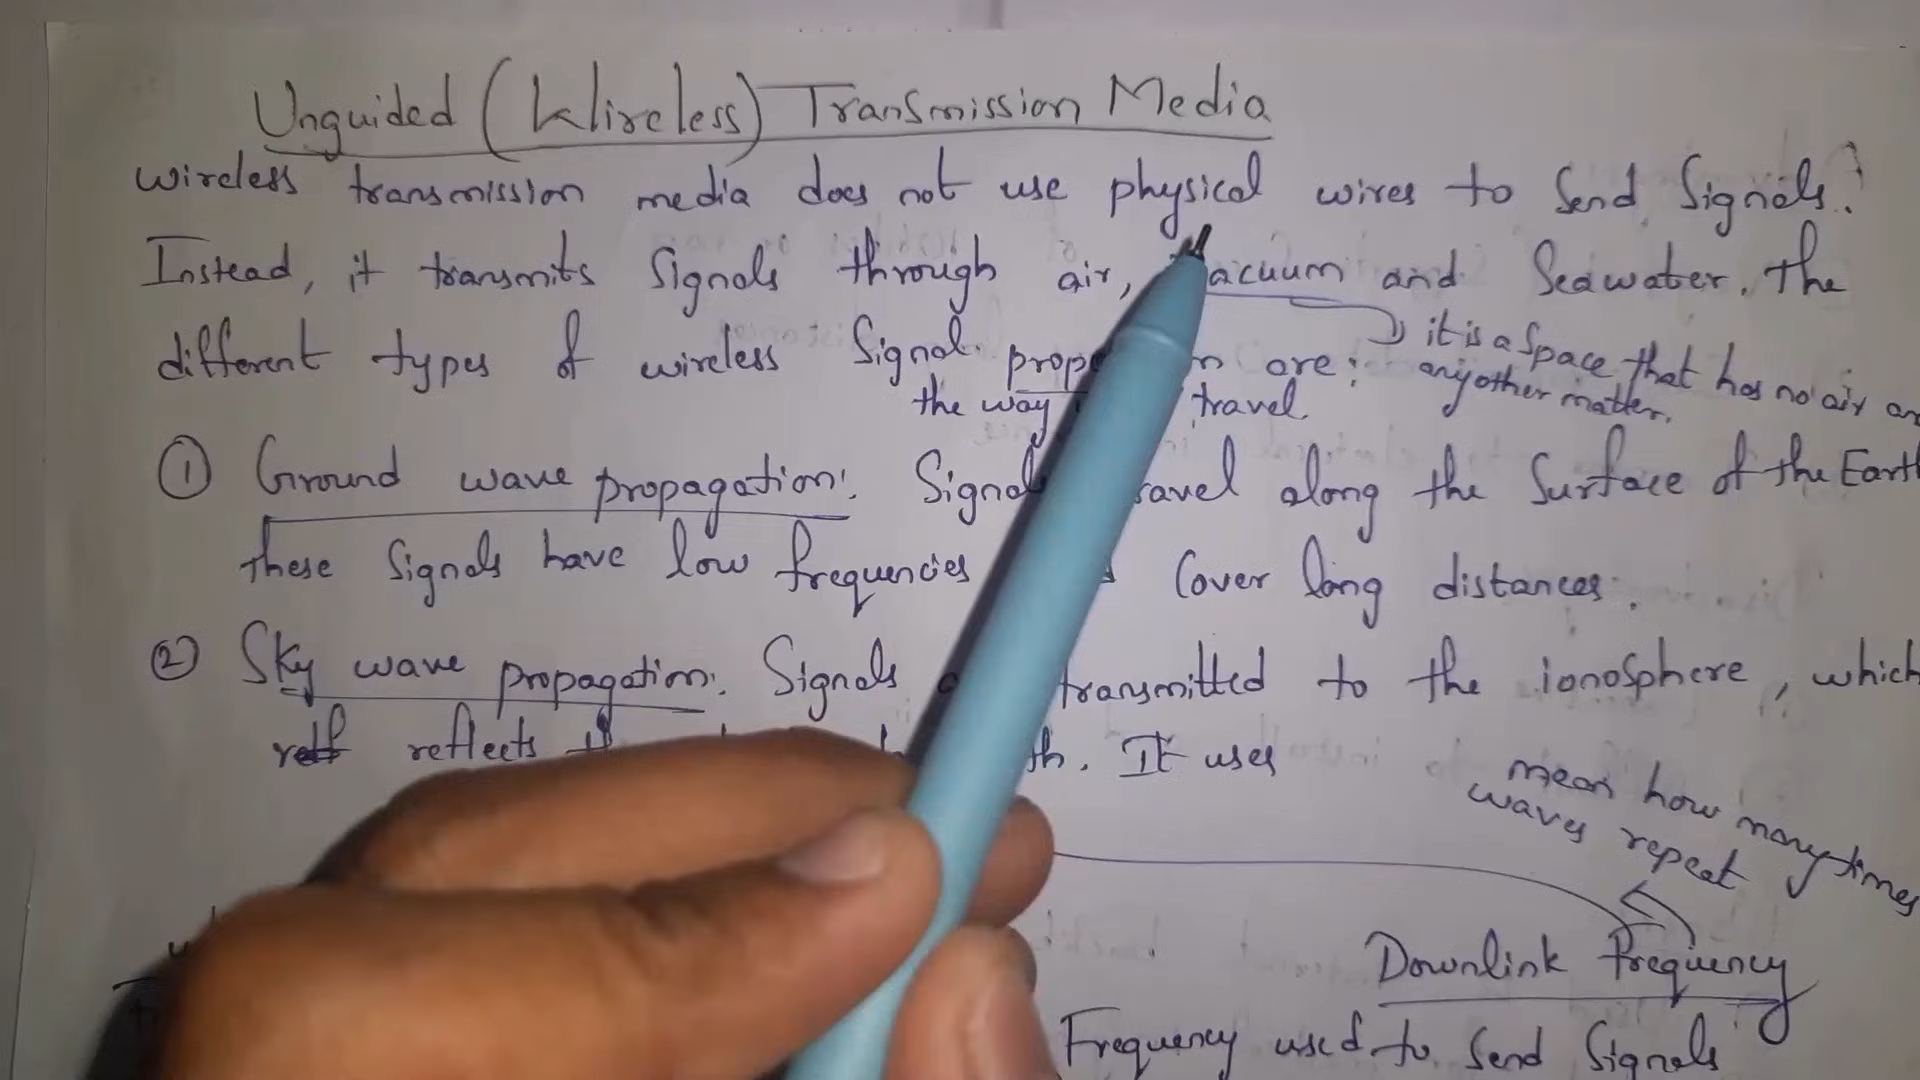 Unguided (Wireless) Transmission Media
wireless transmission media does not use physical wires to Send Signals.
Instead, it transmits Signals through air, vacuum and Seawater. The
different types of wireless Signal are:
it is a Space that has no air
any other matter.
the way travel.
① Ground wave propagation: Signals travel along the Surface of the Earth
these Signals have low frequencies Cover long distances.
② Sky wave propagation: Signals transmitted to the ionosphere, which
reflects It uses
mean how many times
waves repeat
Downlink frequency
Frequency used to Send Signals